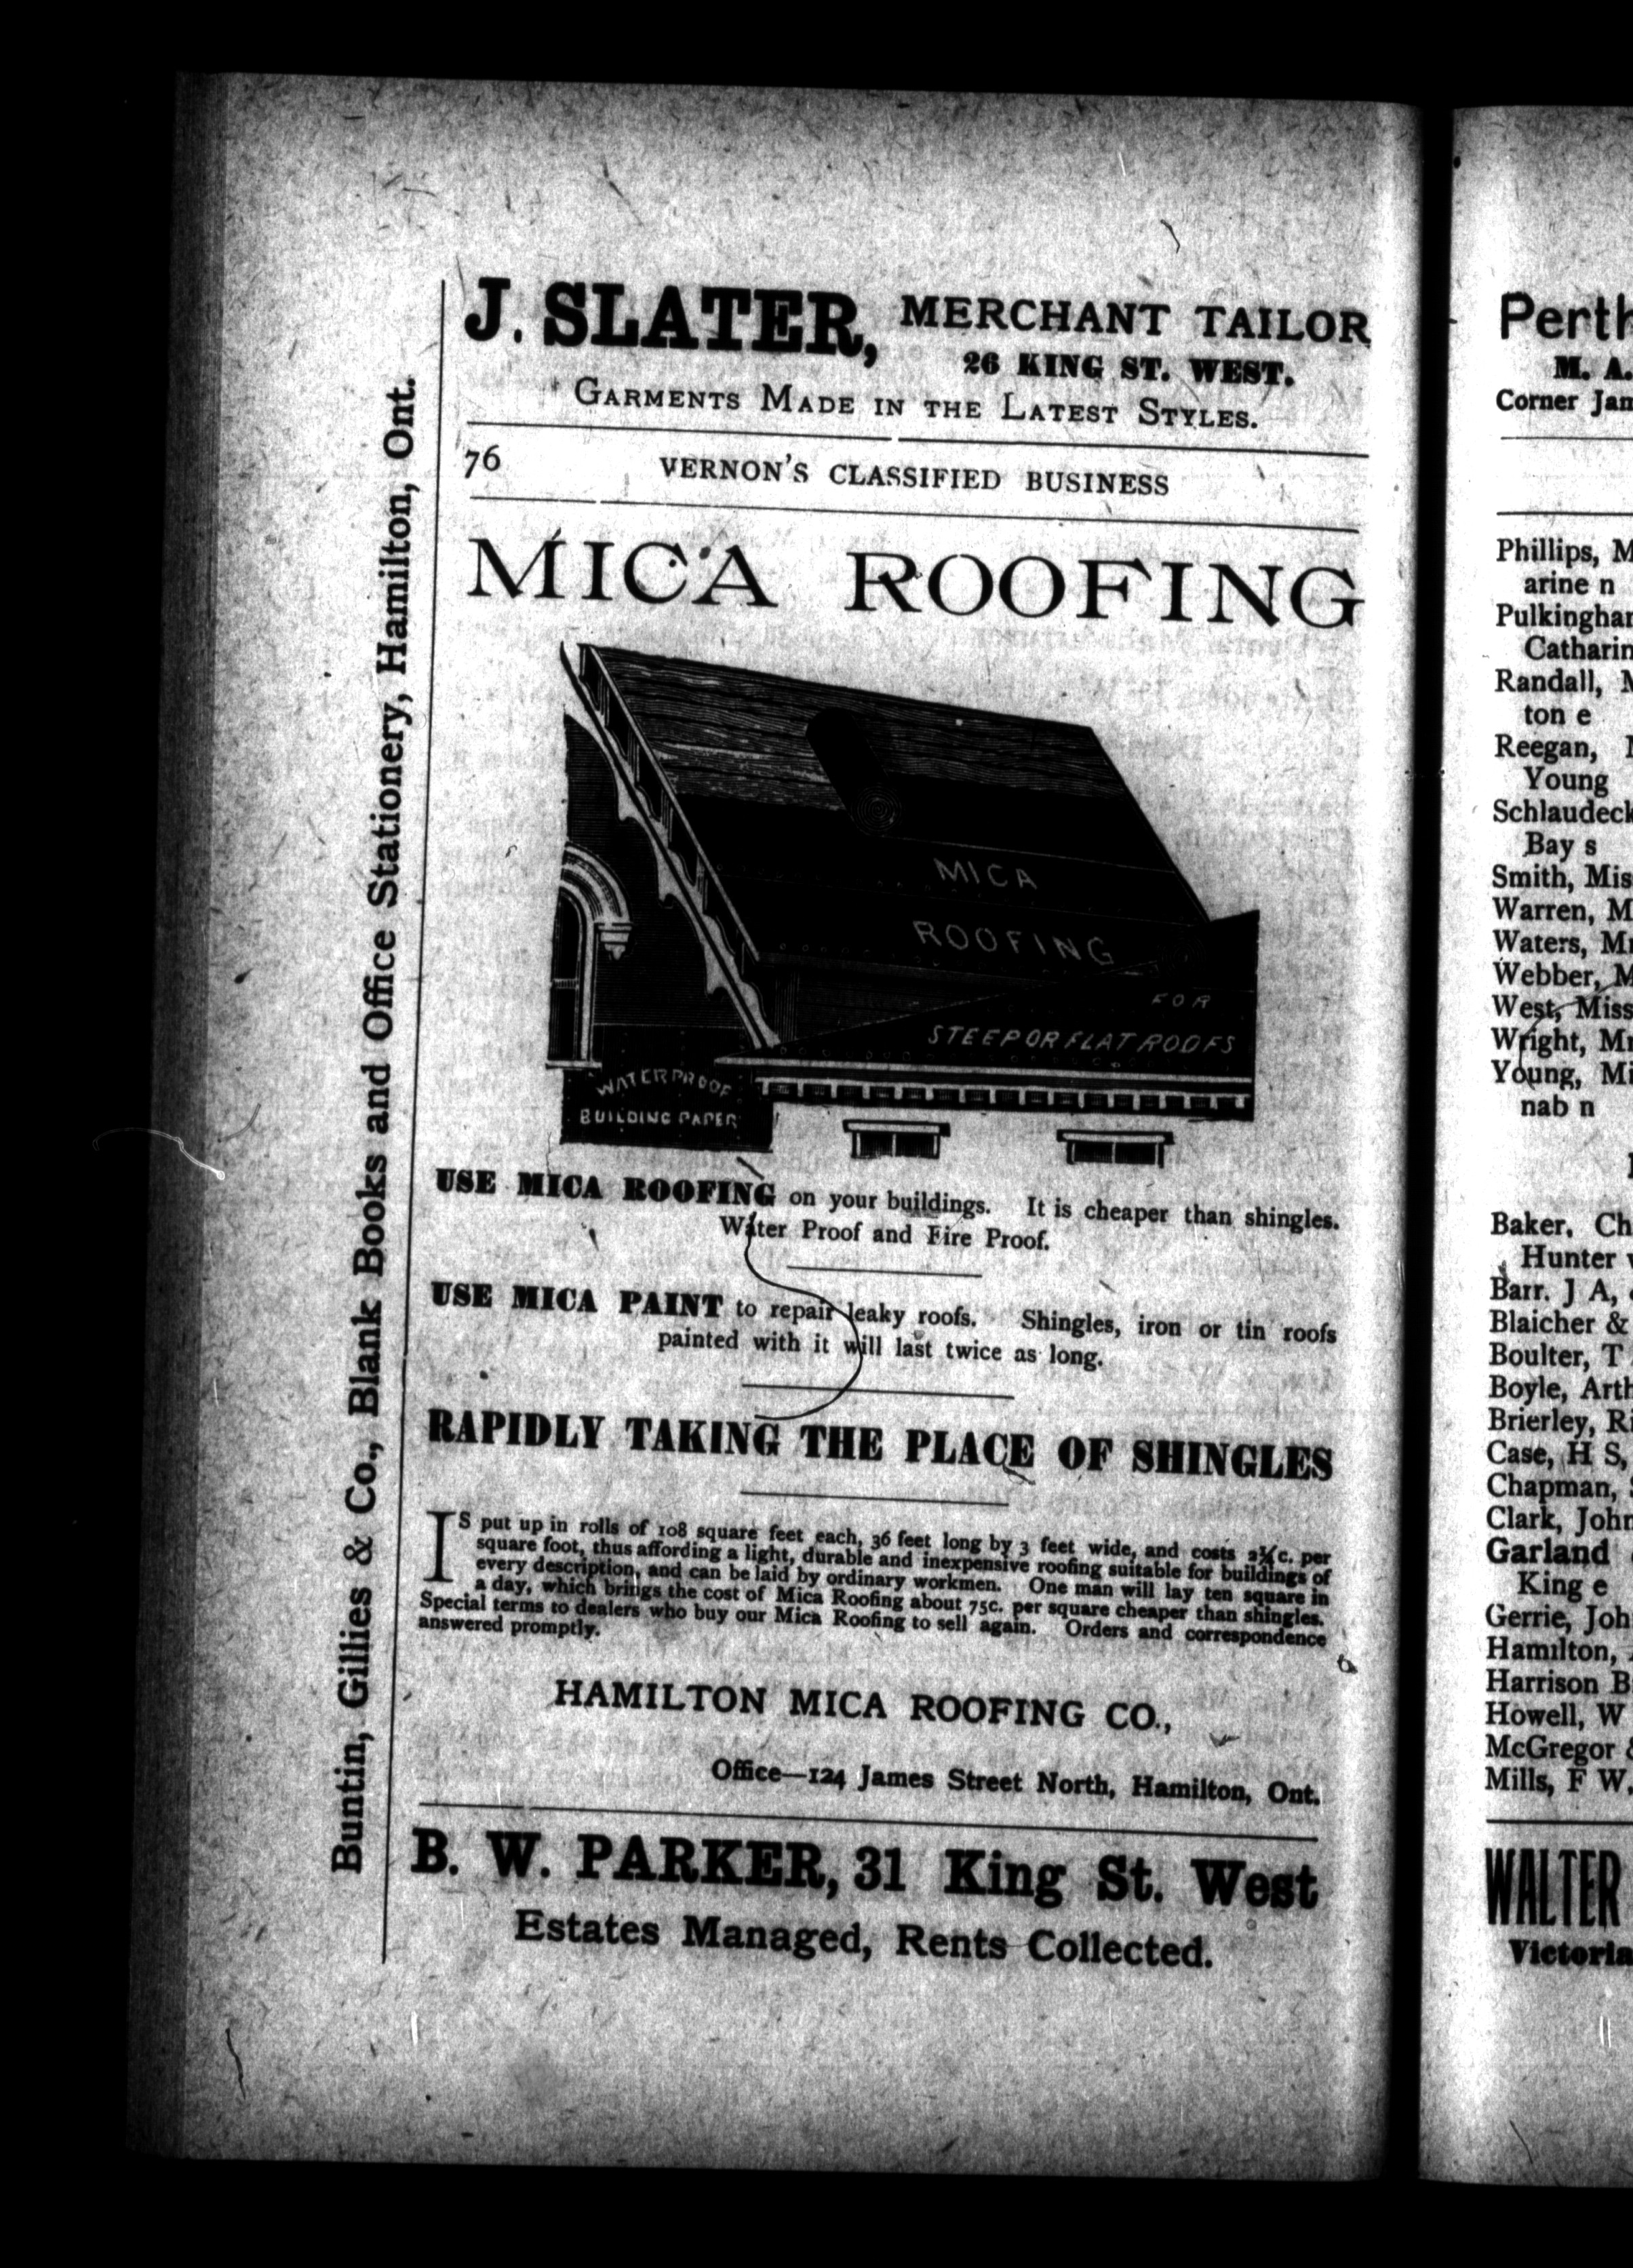 J. SLATER, MERCHANT TAILOR
26 KING ST. WEST.
GARMENTS MADE IN THE LATEST STYLES.
76 VERNON'S CLASSIFIED BUSINESS
MICA ROOFING
MICA
ROOFING
FOR
STEEP OR FLAT ROOFS
WATERPROOF
BUILDING PAPER
USE MICA ROOFING on your buildings. It is cheaper than shingles.
Water Proof and Fire Proof.
USE MICA PAINT to repair leaky roofs. Shingles, iron or tin roofs
painted with it will last twice as long.
RAPIDLY TAKING THE PLACE OF SHINGLES
IS put up in rolls of 108 square feet each, 36 feet long by 3 feet wide, and costs per
square foot, thus affording a light, durable and inexpensive roofing suitable for buildings of
every description, and can be laid by ordinary workmen. One man will lay ten square in
a day, which brings the cost of Mica Roofing about 75c. per square cheaper than shingles.
Special terms to dealers who buy our Mica Roofing to sell again. Orders and correspondence
answered promptly.
HAMILTON MICA ROOFING CO.,
Office—124 James Street North, Hamilton, Ont.
B. W. PARKER, 31 King St. West
Estates Managed, Rents Collected.
Buntin, Gillies & Co., Blank Books and Office Stationery, Hamilton, Ont.
Perth
M. A.
Corner Jam
Phillips, M
arine n
Pulkingham
Catharin
Randall, M
ton e
Reegan,
Young
Schlaudeck
Bay s
Smith, Mis
Warren, M
Waters, Mr
Webber, M
West, Miss
Wright, Mr
Young, Mi
nab n
Baker, Ch
Hunter w
Barr. J A,
Blaicher &
Boulter, T
Boyle, Arth
Brierley, Ri
Case, H S,
Chapman, S
Clark, John
Garland
King e
Gerrie, Joh
Hamilton,
Harrison B
Howell, W
McGregor &
Mills, F W,
WALTER
Victoria